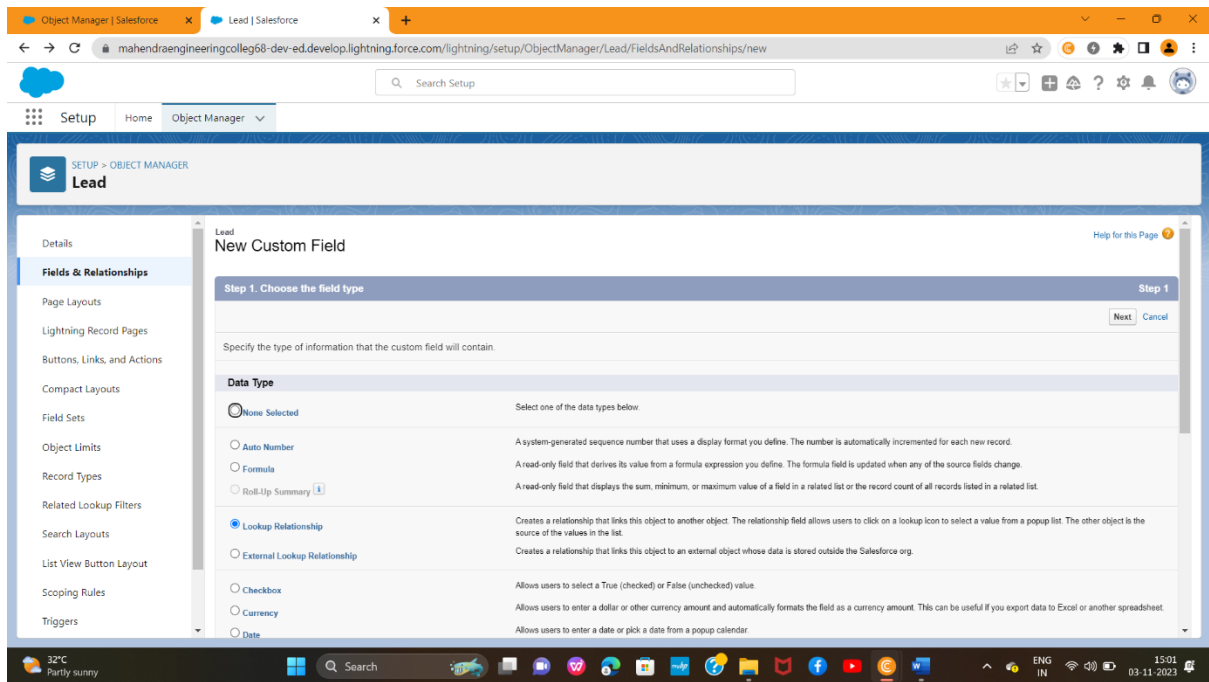 Object Manager | Salesforce
Lead | Salesforce
mahendraengineeringcolleg68-dev-ed.develop.lightning.force.com/lightning/setup/ObjectManager/Lead/FieldsAndRelationships/new
Search Setup
Setup
Home
Object Manager
SETUP > OBJECT MANAGER
Lead
Details
Fields & Relationships
Page Layouts
Lightning Record Pages
Buttons, Links, and Actions
Compact Layouts
Field Sets
Object Limits
Record Types
Related Lookup Filters
Search Layouts
List View Button Layout
Scoping Rules
Triggers
Lead
New Custom Field
Help for this Page
Step 1. Choose the field type
Step 1
Next Cancel
Specify the type of information that the custom field will contain.
Data Type
None Selected
Select one of the data types below.
Auto Number
A system-generated sequence number that uses a display format you define. The number is automatically incremented for each new record.
Formula
A read-only field that derives its value from a formula expression you define. The formula field is updated when any of the source fields change.
Roll-Up Summary
A read-only field that displays the sum, minimum, or maximum value of a field in a related list or the record count of all records listed in a related list.
Lookup Relationship
Creates a relationship that links this object to another object. The relationship field allows users to click on a lookup icon to select a value from a popup list. The other object is the
source of the values in the list.
External Lookup Relationship
Creates a relationship that links this object to an external object whose data is stored outside the Salesforce org.
Checkbox
Allows users to select a True (checked) or False (unchecked) value.
Currency
Allows users to enter a dollar or other currency amount and automatically formats the field as a currency amount. This can be useful if you export data to Excel or another spreadsheet.
Date
Allows users to enter a date or pick a date from a popup calendar.
32°C
Partly sunny
Search
ENG
IN
15:01
03-11-2023